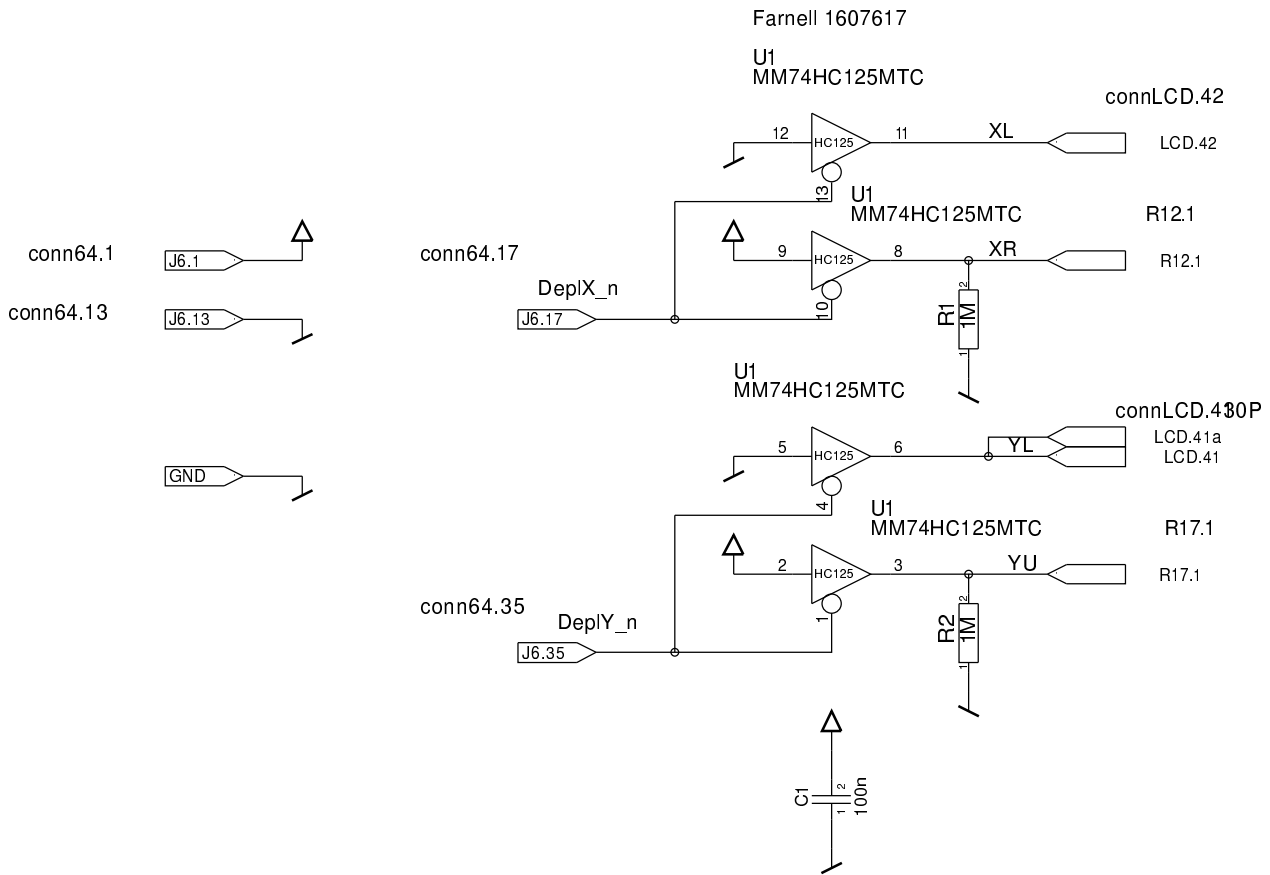 Farnell 1607617
U1
MM74HC125MTC
connLCD.42
12
HC125
11
XL
LCD.42
13
U1
MM74HC125MTC
R12.1
conn64.1
J6.1
conn64.17
9
HC125
8
XR
R12.1
DeplX_n
conn64.13
J6.13
J6.17
10
2
R1
1M
1
U1
MM74HC125MTC
LCD.41a
5
HC125
6
YL
LCD.41
GND
4
U1
MM74HC125MTC
R17.1
2
HC125
3
YU
R17.1
conn64.35
DeplY_n
1
J6.35
2
R2
1M
1
C1
2
1
100n